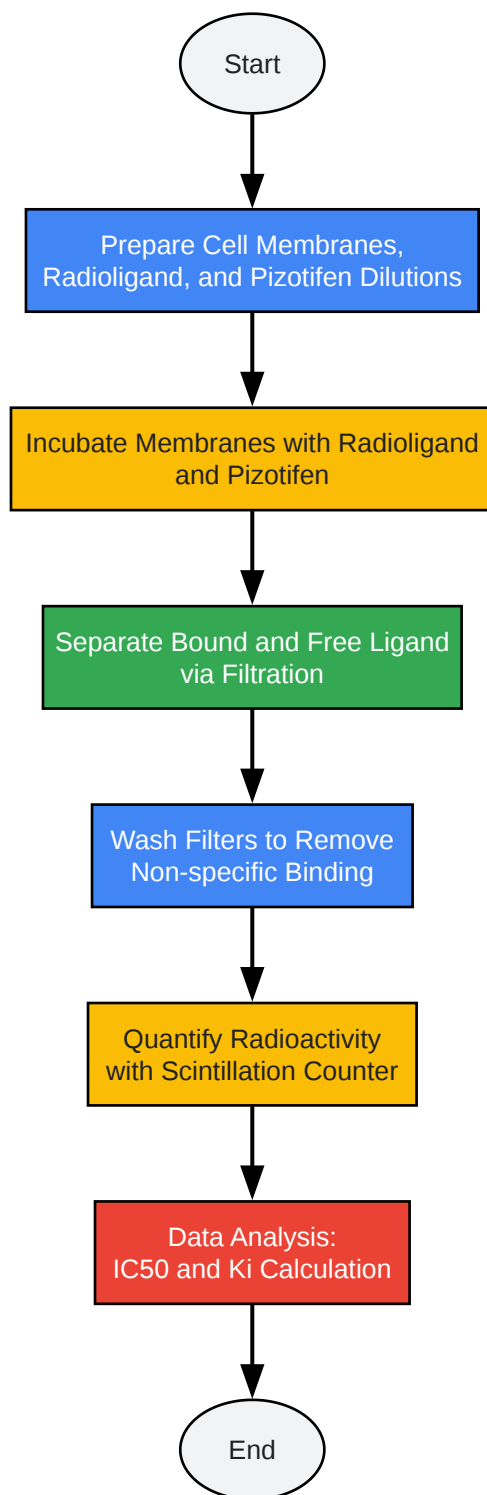 Start
Prepare Cell Membranes,
Radioligand, and Pizotifen Dilutions
Incubate Membranes with Radioligand
and Pizotifen
Separate Bound and Free Ligand
via Filtration
Wash Filters to Remove
Non-specific Binding
Quantify Radioactivity
with Scintillation Counter
Data Analysis:
IC50 and Ki Calculation
End